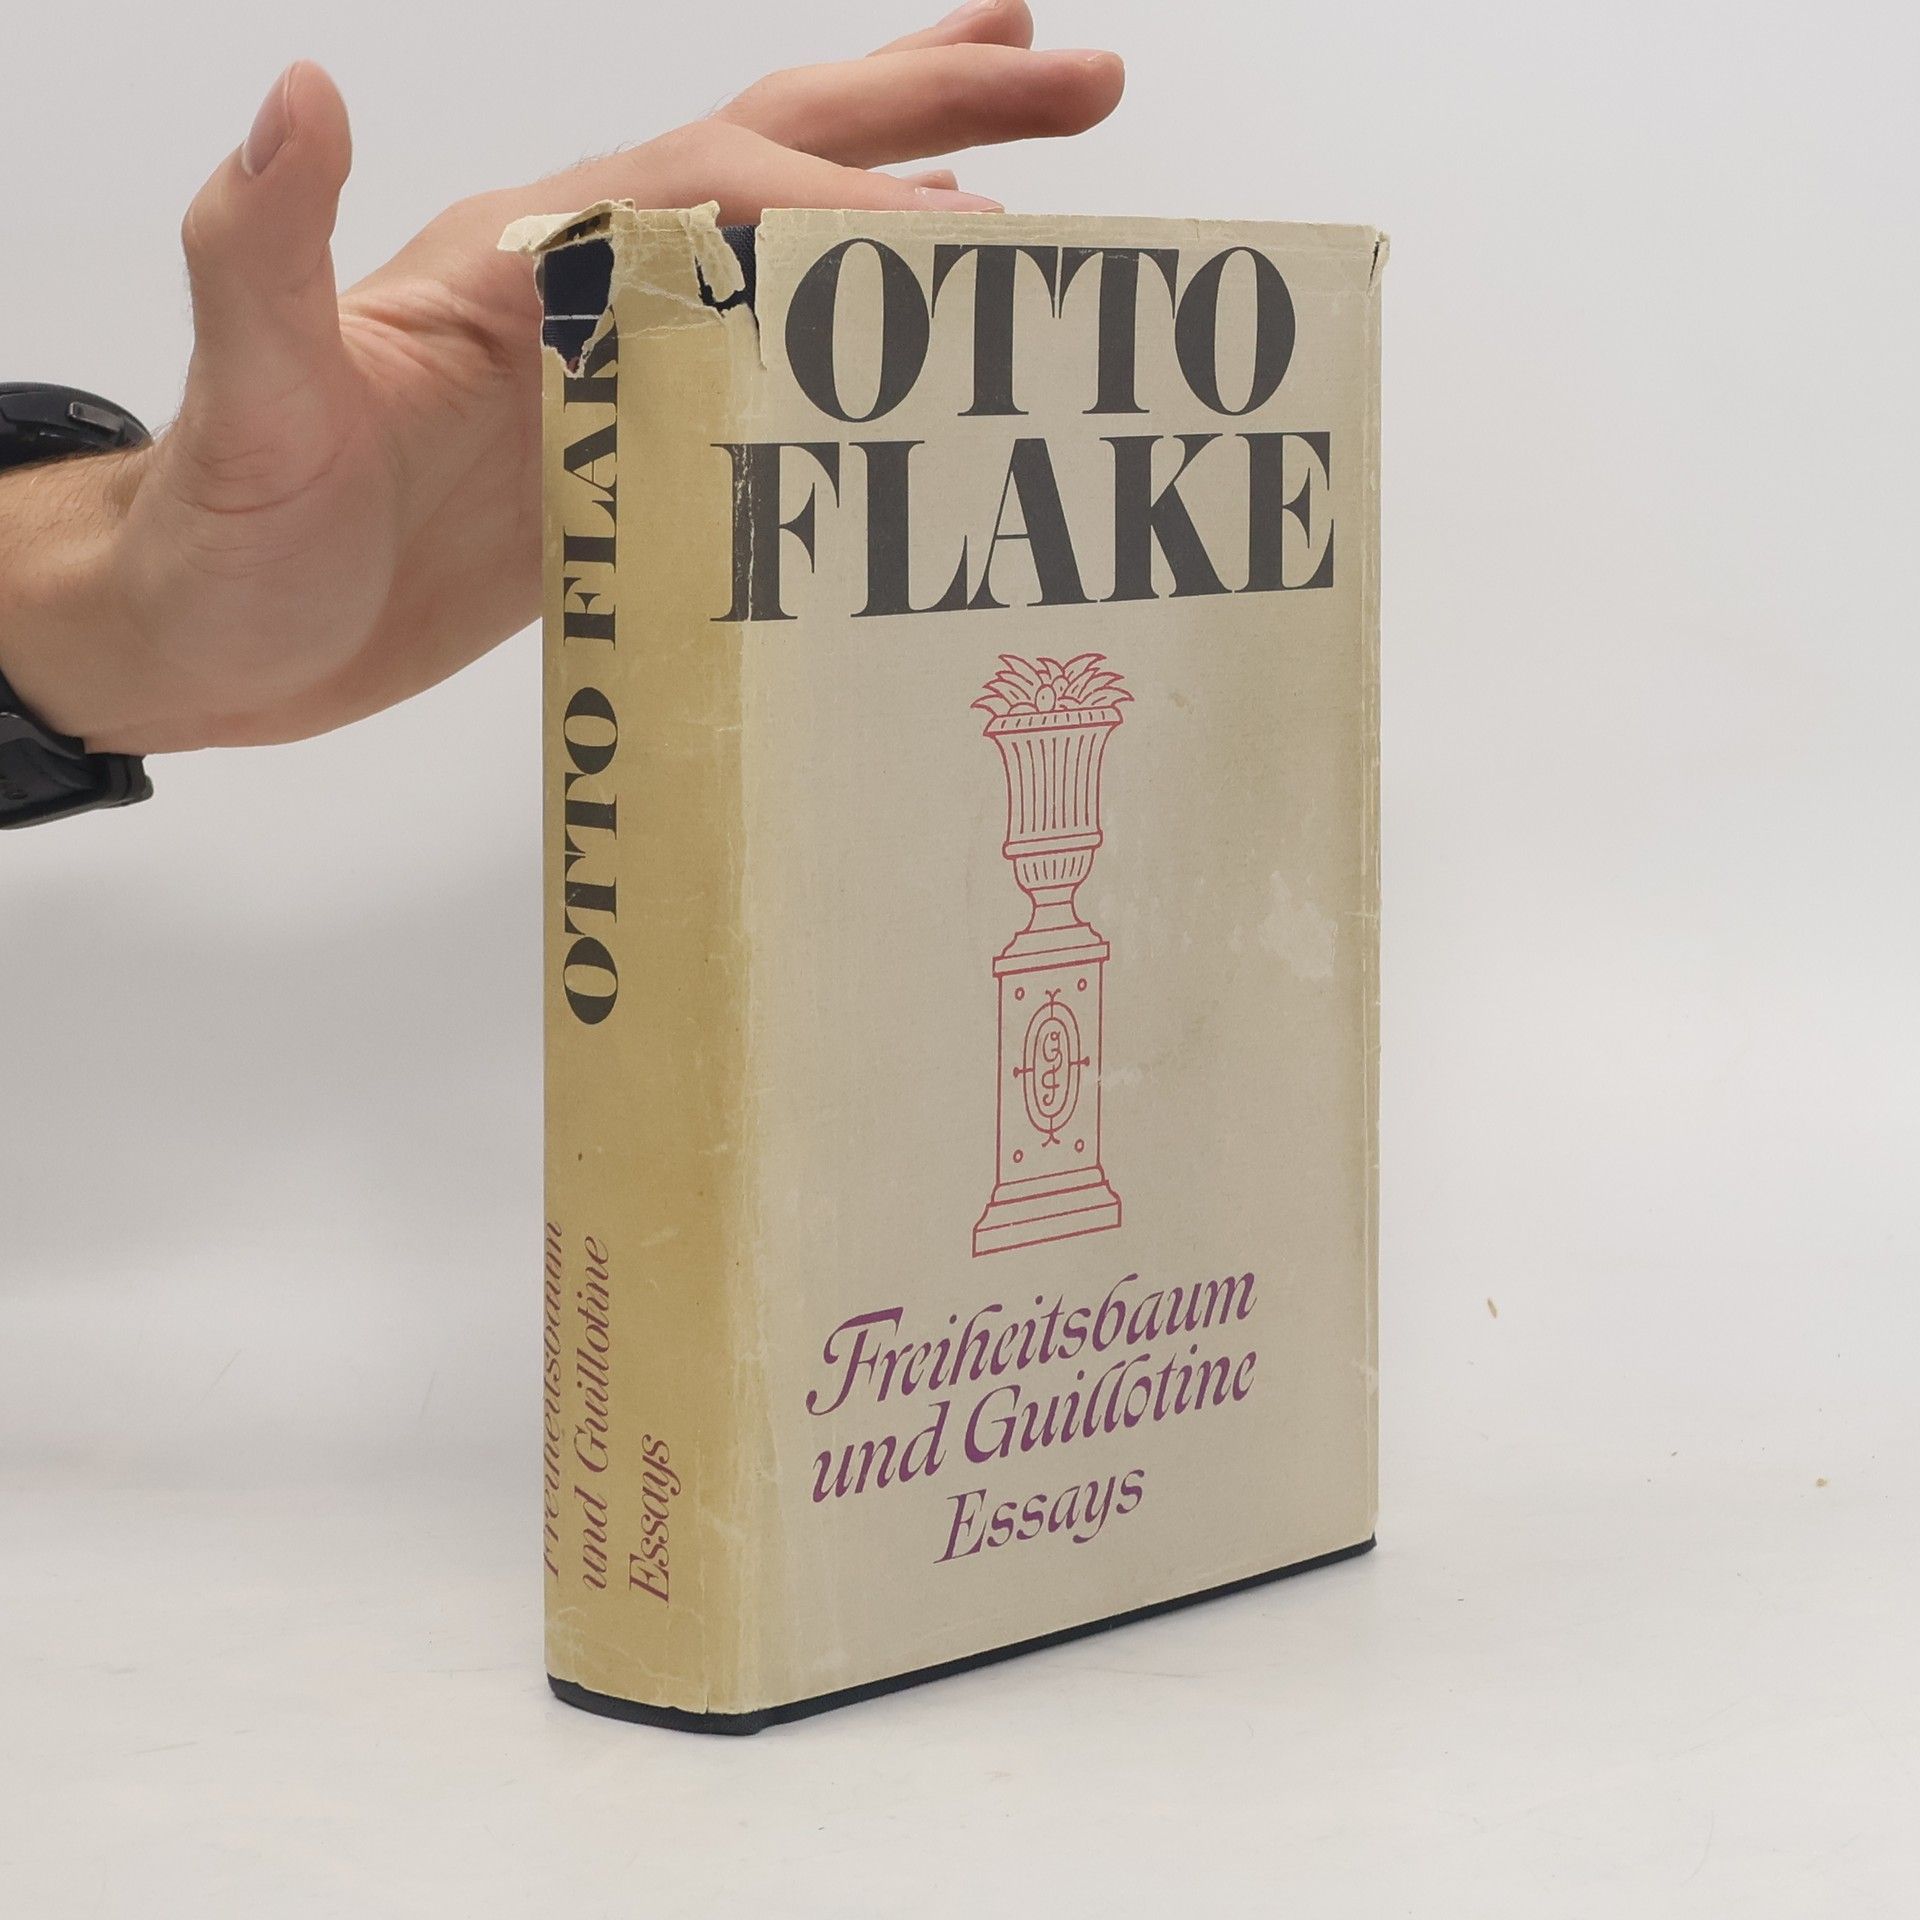 OTTO
FLAKE
Freiheitsbaum
und Guillotine
Essays
OTTO FLAKE
Freiheitsbaum
und Guillotine
Essays